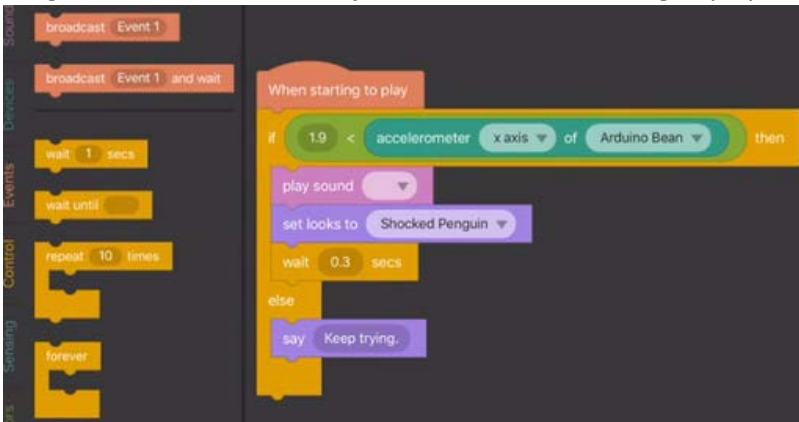 Sound
Devices
Events
Control
Sensing
broadcast Event 1
broadcast Event 1 and wait
wait 1 secs
wait until
repeat 10 times
forever
When starting to play
if 1.9 < accelerometer x axis of Arduino Bean then
play sound
set looks to Shocked Penguin
wait 0.3 secs
else
say Keep trying.